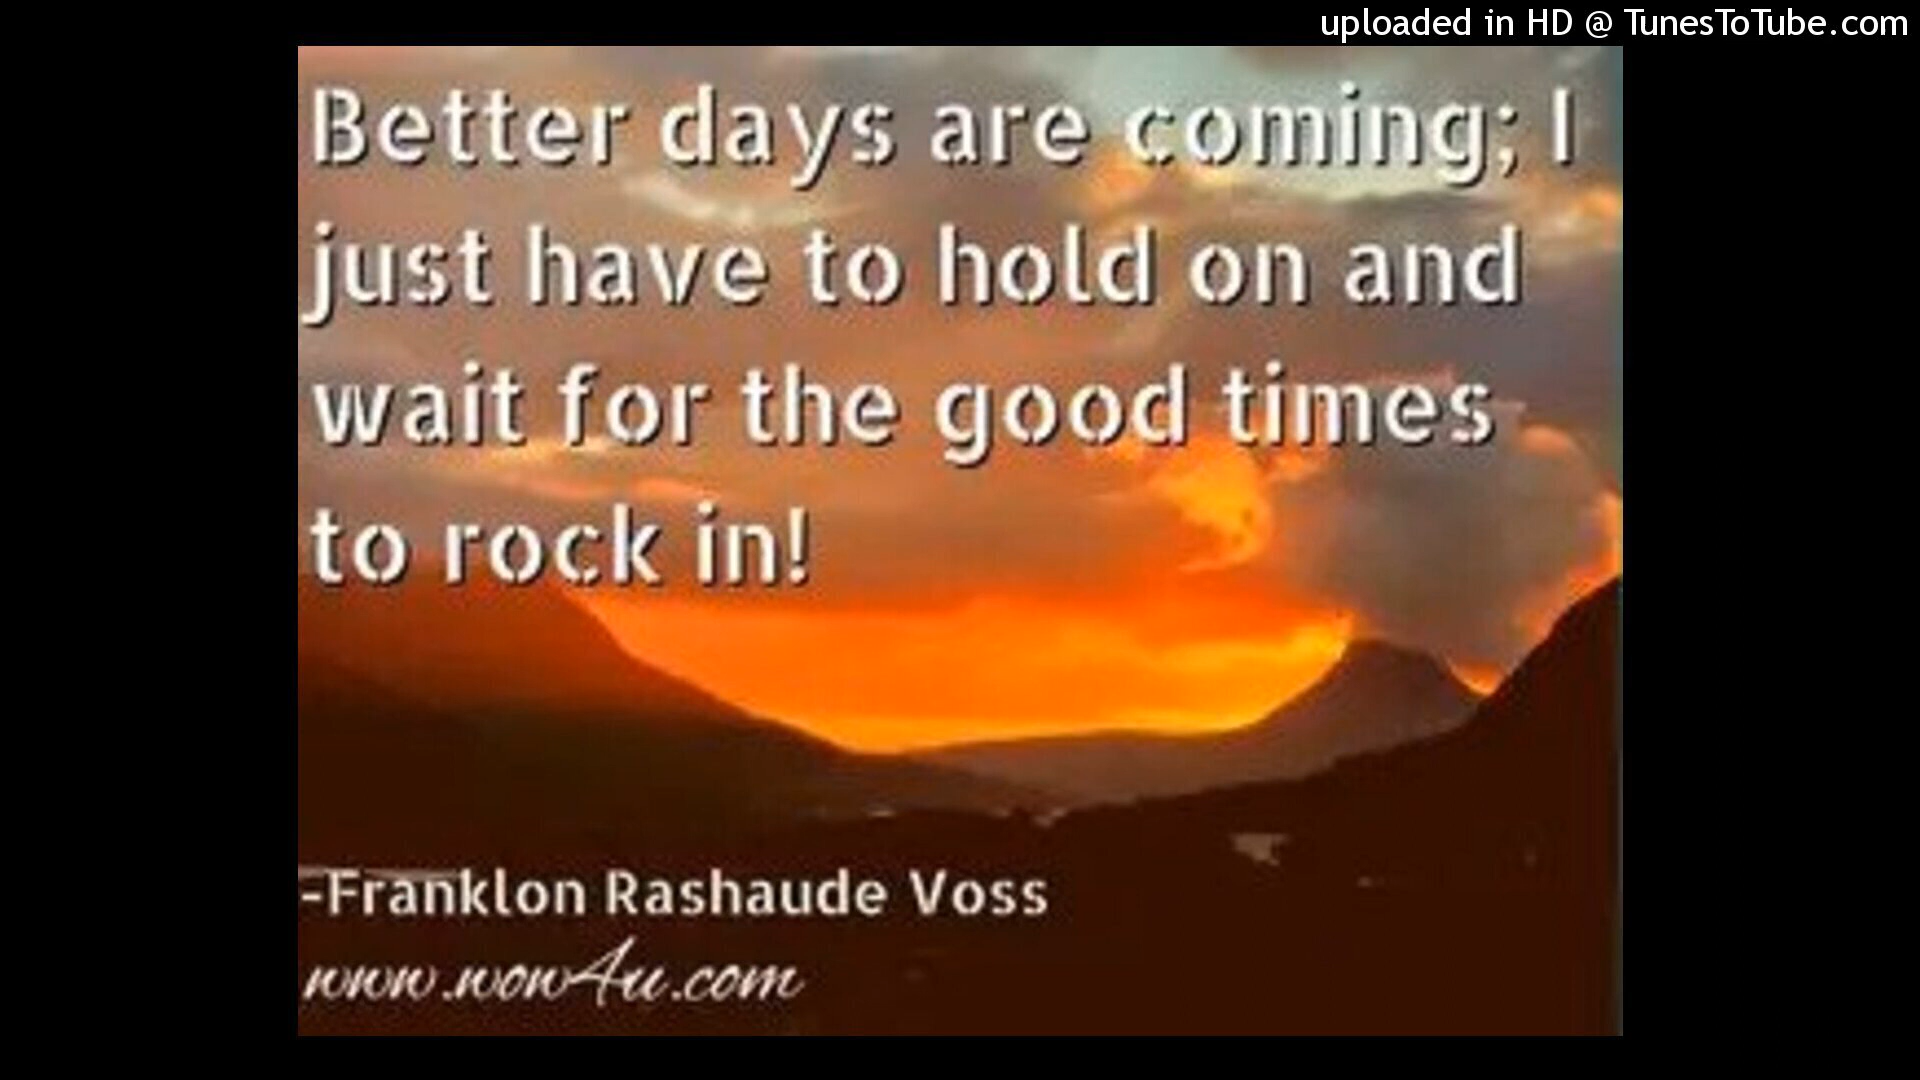 uploaded in HD @ TunesToTube.com
Better days are coming; I
just have to hold on and
wait for the good times
to rock in!
-Franklon Rashaude Voss
www.wow4u.com